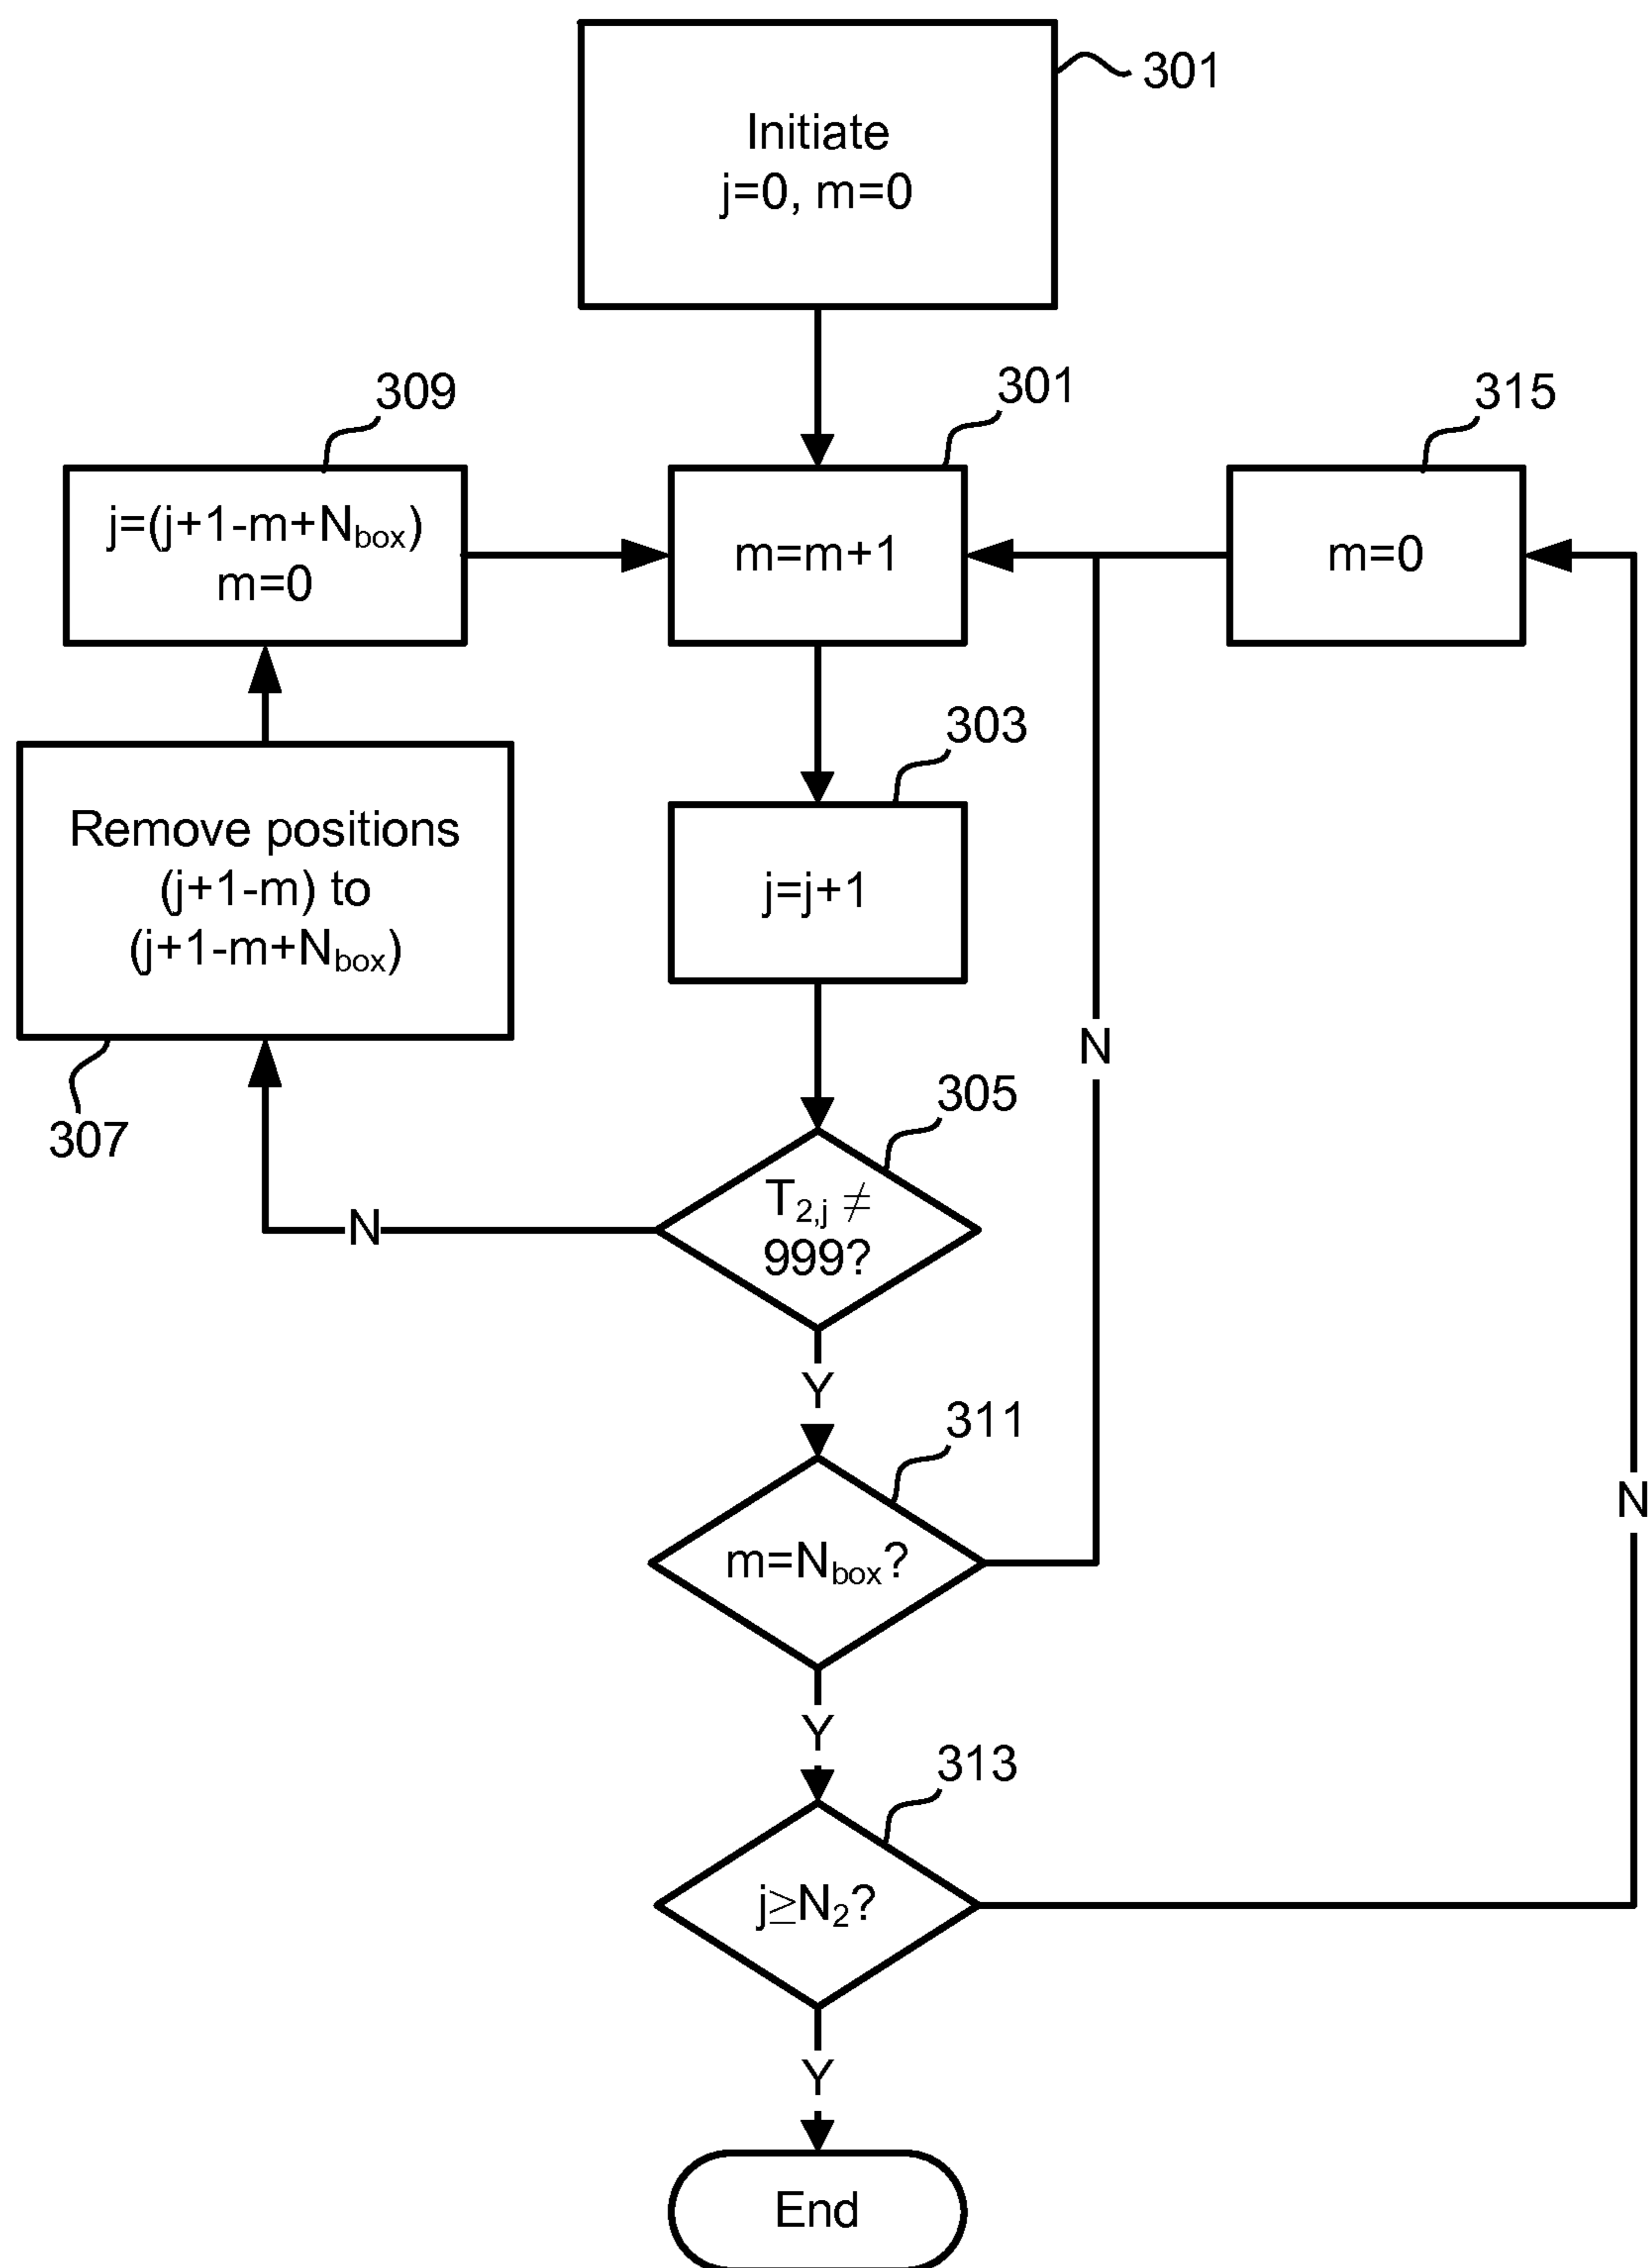 301
Initiate
j=0, m=0
309
301
315
j=(j+1-m+Nbox)
m=0
m=m+1
m=0
303
Remove positions
(j+1-m) to
(j+1-m+Nbox)
j=j+1
N
305
307
T2,j ≠
999?
N
Y
311
N
m=Nbox?
Y
313
j≥N2?
Y
End